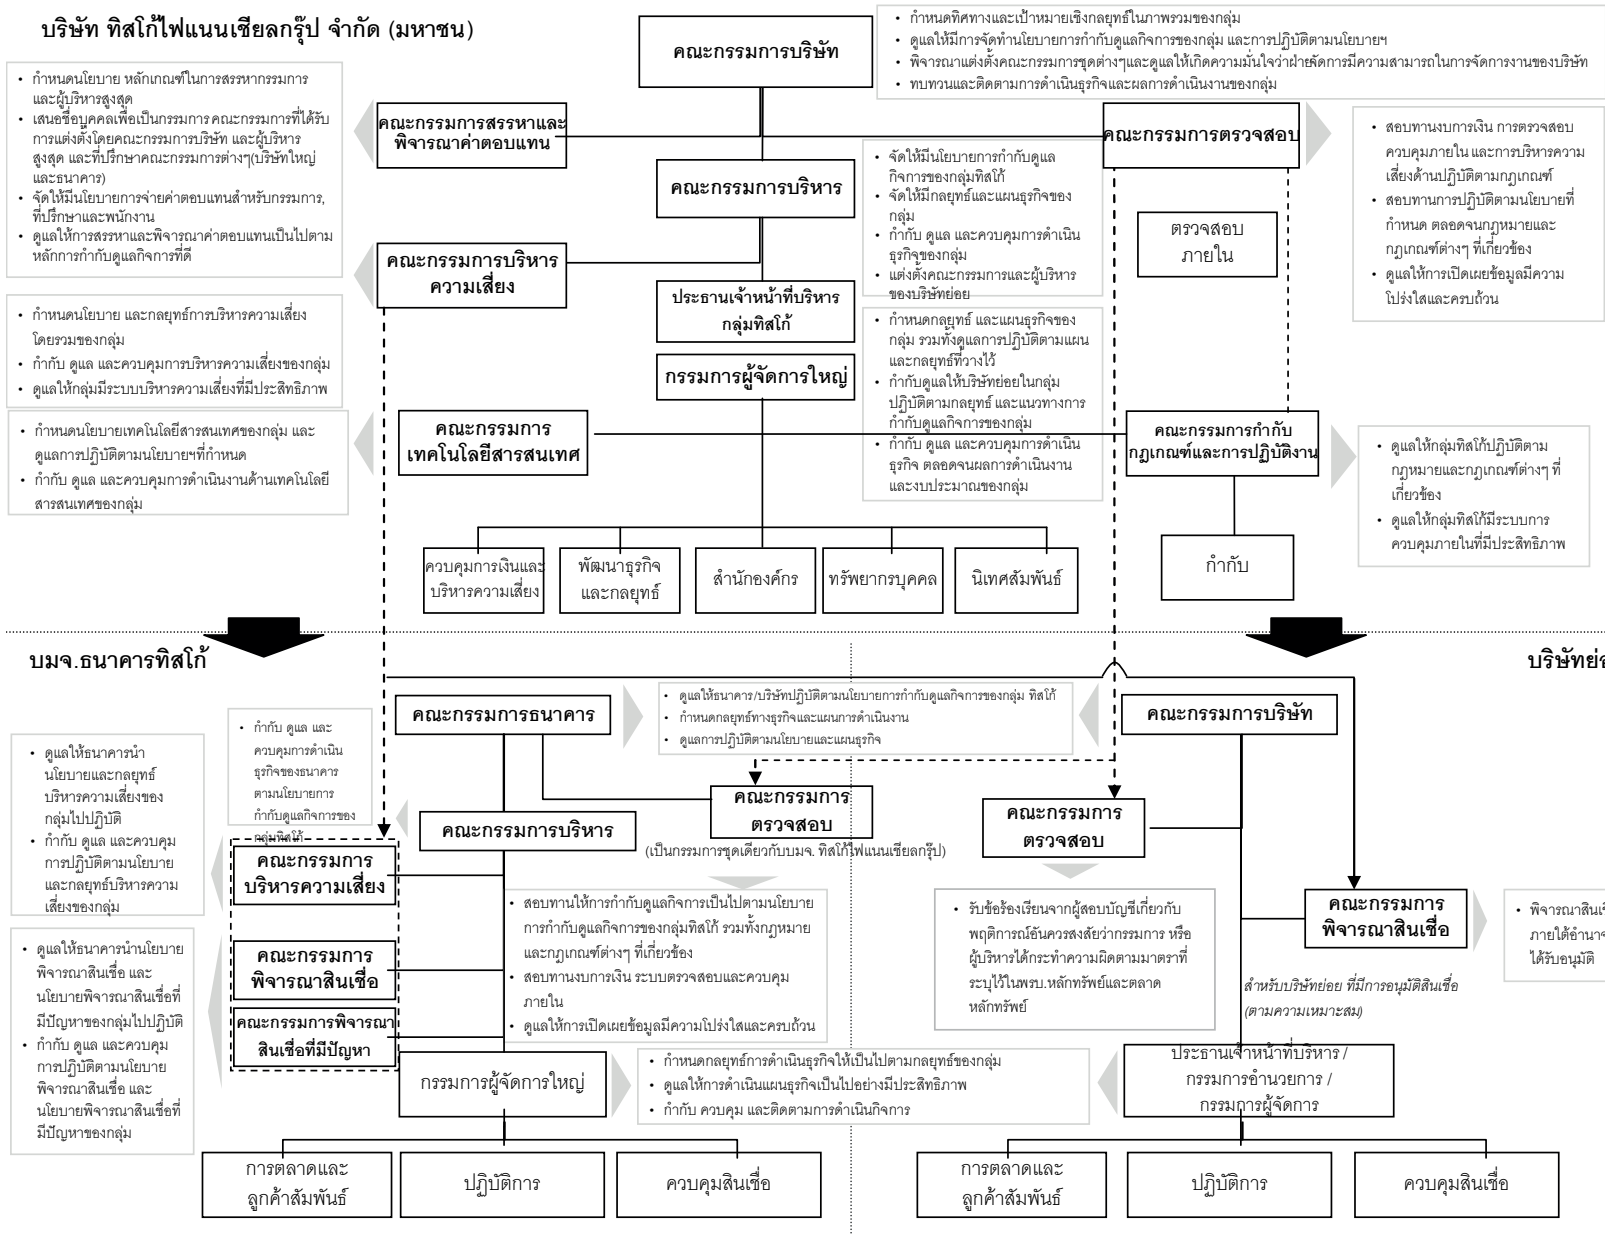 บริษัท ทิสโก้ไฟแนนเชียลกรุ๊ป จำกัด (มหาชน)
คณะกรรมการบริษัท
• กำหนดทิศทางและเป้าหมายเชิงกลยุทธ์ในภาพรวมของกลุ่ม
• ดูแลให้มีการจัดทำนโยบายการกำกับดูแลกิจการของกลุ่ม และการปฏิบัติตามนโยบายฯ
• พิจารณาแต่งตั้งคณะกรรมการชุดต่างๆและดูแลให้เกิดความมั่นใจว่าฝ่ายจัดการมีความสามารถในการจัดการงานของบริษัท
• ทบทวนและติดตามการดำเนินธุรกิจและผลการดำเนินงานของกลุ่ม
• กำหนดนโยบาย หลักเกณฑ์ในการสรรหากรรมการ
และผู้บริหารสูงสุด
• เสนอชื่อบุคคลเพื่อเป็นกรรมการ คณะกรรมการที่ได้รับ
การแต่งตั้งโดยคณะกรรมการบริษัท และผู้บริหาร
สูงสุด และที่ปรึกษาคณะกรรมการต่างๆ(บริษัทใหญ่
และธนาคาร)
• จัดให้มีนโยบายการจ่ายค่าตอบแทนสำหรับกรรมการ,
ที่ปรึกษาและพนักงาน
• ดูแลให้การสรรหาและพิจารณาค่าตอบแทนเป็นไปตาม
หลักการกำกับดูแลกิจการที่ดี
คณะกรรมการสรรหาและ
พิจารณาค่าตอบแทน
คณะกรรมการตรวจสอบ
• สอบทานงบการเงิน การตรวจสอบ
ควบคุมภายใน และการบริหารความ
เสี่ยงด้านปฏิบัติตามกฎเกณฑ์
• สอบทานการปฏิบัติตามนโยบายที่
กำหนด ตลอดจนกฎหมายและ
กฎเกณฑ์ต่างๆ ที่เกี่ยวข้อง
• ดูแลให้การเปิดเผยข้อมูลมีความ
โปร่งใสและครบถ้วน
คณะกรรมการบริหาร
• จัดให้มีนโยบายการกำกับดูแล
กิจการของกลุ่มทิสโก้
• จัดให้มีกลยุทธ์และแผนธุรกิจของ
กลุ่ม
• กำกับ ดูแล และควบคุมการดำเนิน
ธุรกิจของกลุ่ม
• แต่งตั้งคณะกรรมการและผู้บริหาร
ของบริษัทย่อย
ตรวจสอบ
ภายใน
คณะกรรมการบริหาร
ความเสี่ยง
• กำหนดนโยบาย และกลยุทธ์การบริหารความเสี่ยง
โดยรวมของกลุ่ม
• กำกับ ดูแล และควบคุมการบริหารความเสี่ยงของกลุ่ม
• ดูแลให้กลุ่มมีระบบบริหารความเสี่ยงที่มีประสิทธิภาพ
ประธานเจ้าหน้าที่บริหาร
กลุ่มทิสโก้
กรรมการผู้จัดการใหญ่
• กำหนดกลยุทธ์ และแผนธุรกิจของ
กลุ่ม รวมทั้งดูแลการปฏิบัติตามแผน
และกลยุทธ์ที่วางไว้
• กำกับดูแลให้บริษัทย่อยในกลุ่ม
ปฏิบัติตามกลยุทธ์ และแนวทางการ
กำกับดูแลกิจการของกลุ่ม
• กำกับ ดูแล และควบคุมการดำเนิน
ธุรกิจ ตลอดจนผลการดำเนินงาน
และงบประมาณของกลุ่ม
• กำหนดนโยบายเทคโนโลยีสารสนเทศของกลุ่ม และ
ดูแลการปฏิบัติตามนโยบายฯที่กำหนด
• กำกับ ดูแล และควบคุมการดำเนินงานด้านเทคโนโลยี
สารสนเทศของกลุ่ม
คณะกรรมการ
เทคโนโลยีสารสนเทศ
คณะกรรมการกำกับ
กฎเกณฑ์และการปฏิบัติงาน
• ดูแลให้กลุ่มทิสโก้ปฏิบัติตาม
กฎหมายและกฎเกณฑ์ต่างๆ ที่
เกี่ยวข้อง
• ดูแลให้กลุ่มทิสโก้มีระบบการ
ควบคุมภายในที่มีประสิทธิภาพ
ควบคุมการเงินและ
บริหารความเสี่ยง
พัฒนาธุรกิจ
และกลยุทธ์
สำนักองค์กร
ทรัพยากรบุคคล
นิเทศสัมพันธ์
กำกับ
บมจ.ธนาคารทิสโก้
บริษัทย่อ
คณะกรรมการธนาคาร
• ดูแลให้ธนาคาร/บริษัทปฏิบัติตามนโยบายการกำกับดูแลกิจการของกลุ่ม ทิสโก้
• กำหนดกลยุทธ์ทางธุรกิจและแผนการดำเนินงาน
• ดูแลการปฏิบัติตามนโยบายและแผนธุรกิจ
คณะกรรมการบริษัท
• กำกับ ดูแล และ
ควบคุมการดำเนิน
ธุรกิจของธนาคาร
ตามนโยบายการ
กำกับดูแลกิจการของ
กลุ่มทิสโก้
• ดูแลให้ธนาคารนำ
นโยบายและกลยุทธ์
บริหารความเสี่ยงของ
กลุ่มไปปฏิบัติ
• กำกับ ดูแล และควบคุม
การปฏิบัติตามนโยบาย
และกลยุทธ์บริหารความ
เสี่ยงของกลุ่ม
คณะกรรมการบริหาร
คณะกรรมการ
ตรวจสอบ
(เป็นกรรมการชุดเดียวกับบมจ. ทิสโก้ไฟแนนเชียลกรุ๊ป)
คณะกรรมการ
ตรวจสอบ
คณะกรรมการ
บริหารความเสี่ยง
• สอบทานให้การกำกับดูแลกิจการเป็นไปตามนโยบาย
การกำกับดูแลกิจการของกลุ่มทิสโก้ รวมทั้งกฎหมาย
และกฎเกณฑ์ต่างๆ ที่เกี่ยวข้อง
• สอบทานงบการเงิน ระบบตรวจสอบและควบคุม
ภายใน
• ดูแลให้การเปิดเผยข้อมูลมีความโปร่งใสและครบถ้วน
• รับข้อร้องเรียนจากผู้สอบบัญชีเกี่ยวกับ
พฤติการณ์อันควรสงสัยว่ากรรมการ หรือ
ผู้บริหารได้กระทำความผิดตามมาตราที่
ระบุไว้ในพรบ.หลักทรัพย์และตลาด
หลักทรัพย์
คณะกรรมการ
พิจารณาสินเชื่อ
• พิจารณาสินเชื
ภายใต้อำนาจ
ได้รับอนุมัติ
สำหรับบริษัทย่อย ที่มีการอนุมัติสินเชื่อ
(ตามความเหมาะสม)
• ดูแลให้ธนาคารนำนโยบาย
พิจารณาสินเชื่อ และ
นโยบายพิจารณาสินเชื่อที่
มีปัญหาของกลุ่มไปปฏิบัติ
• กำกับ ดูแล และควบคุม
การปฏิบัติตามนโยบาย
พิจารณาสินเชื่อ และ
นโยบายพิจารณาสินเชื่อที่
มีปัญหาของกลุ่ม
คณะกรรมการ
พิจารณาสินเชื่อ
คณะกรรมการพิจารณา
สินเชื่อที่มีปัญหา
กรรมการผู้จัดการใหญ่
• กำหนดกลยุทธ์การดำเนินธุรกิจให้เป็นไปตามกลยุทธ์ของกลุ่ม
• ดูแลให้การดำเนินแผนธุรกิจเป็นไปอย่างมีประสิทธิภาพ
• กำกับ ควบคุม และติดตามการดำเนินกิจการ
ประธานเจ้าหน้าที่บริหาร /
กรรมการอำนวยการ /
กรรมการผู้จัดการ
การตลาดและ
ลูกค้าสัมพันธ์
ปฏิบัติการ
ควบคุมสินเชื่อ
การตลาดและ
ลูกค้าสัมพันธ์
ปฏิบัติการ
ควบคุมสินเชื่อ